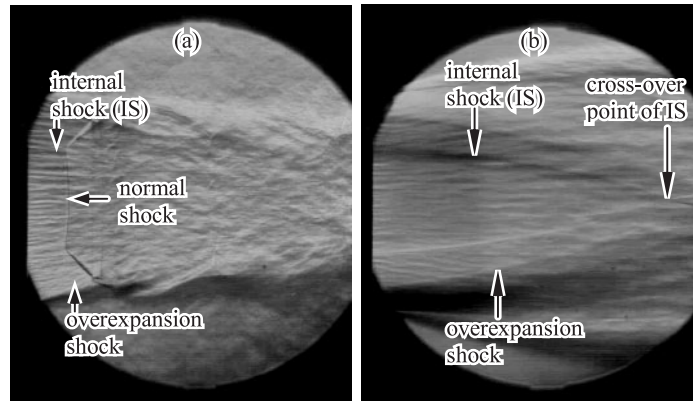 (a)
internal
shock (IS)
normal
shock
overexpansion
shock
(b)
internal
shock (IS)
cross-over
point of IS
overexpansion
shock